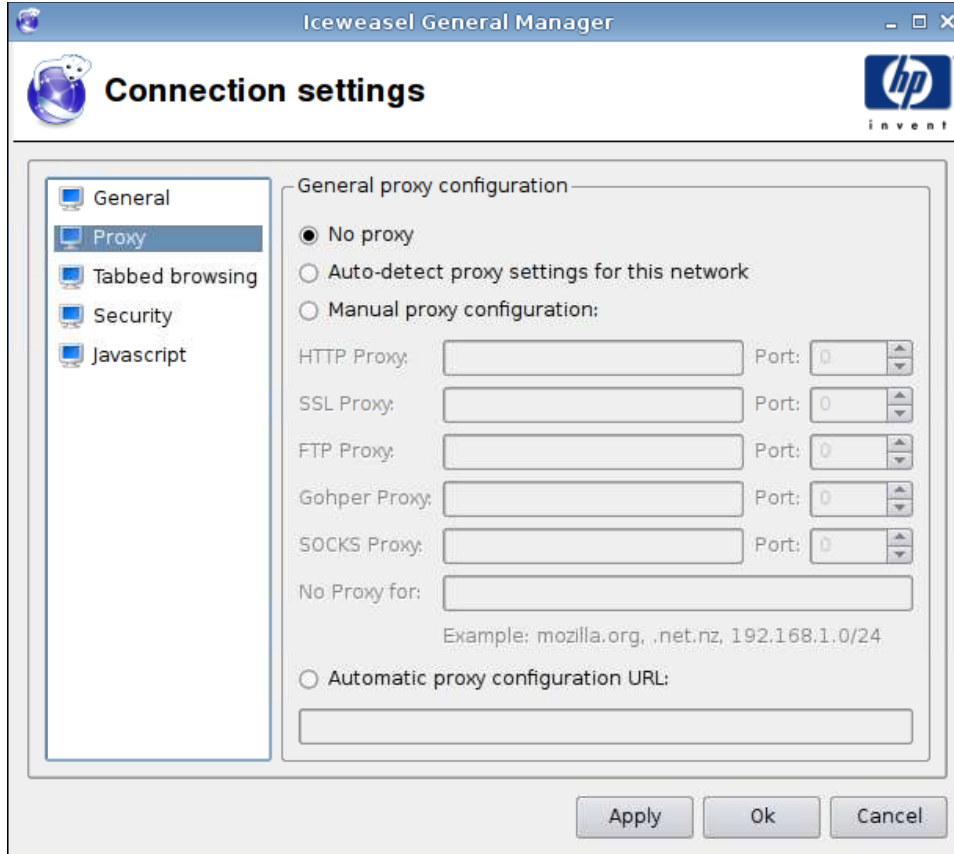 Iceweasel General Manager
Connection settings
hp
invent
General
Proxy
Tabbed browsing
Security
Javascript
General proxy configuration
No proxy
Auto-detect proxy settings for this network
Manual proxy configuration:
HTTP Proxy: Port: 0
SSL Proxy: Port: 0
FTP Proxy: Port: 0
Gohper Proxy: Port: 0
SOCKS Proxy: Port: 0
No Proxy for:
Example: mozilla.org, .net.nz, 192.168.1.0/24
Automatic proxy configuration URL:
Apply Ok Cancel